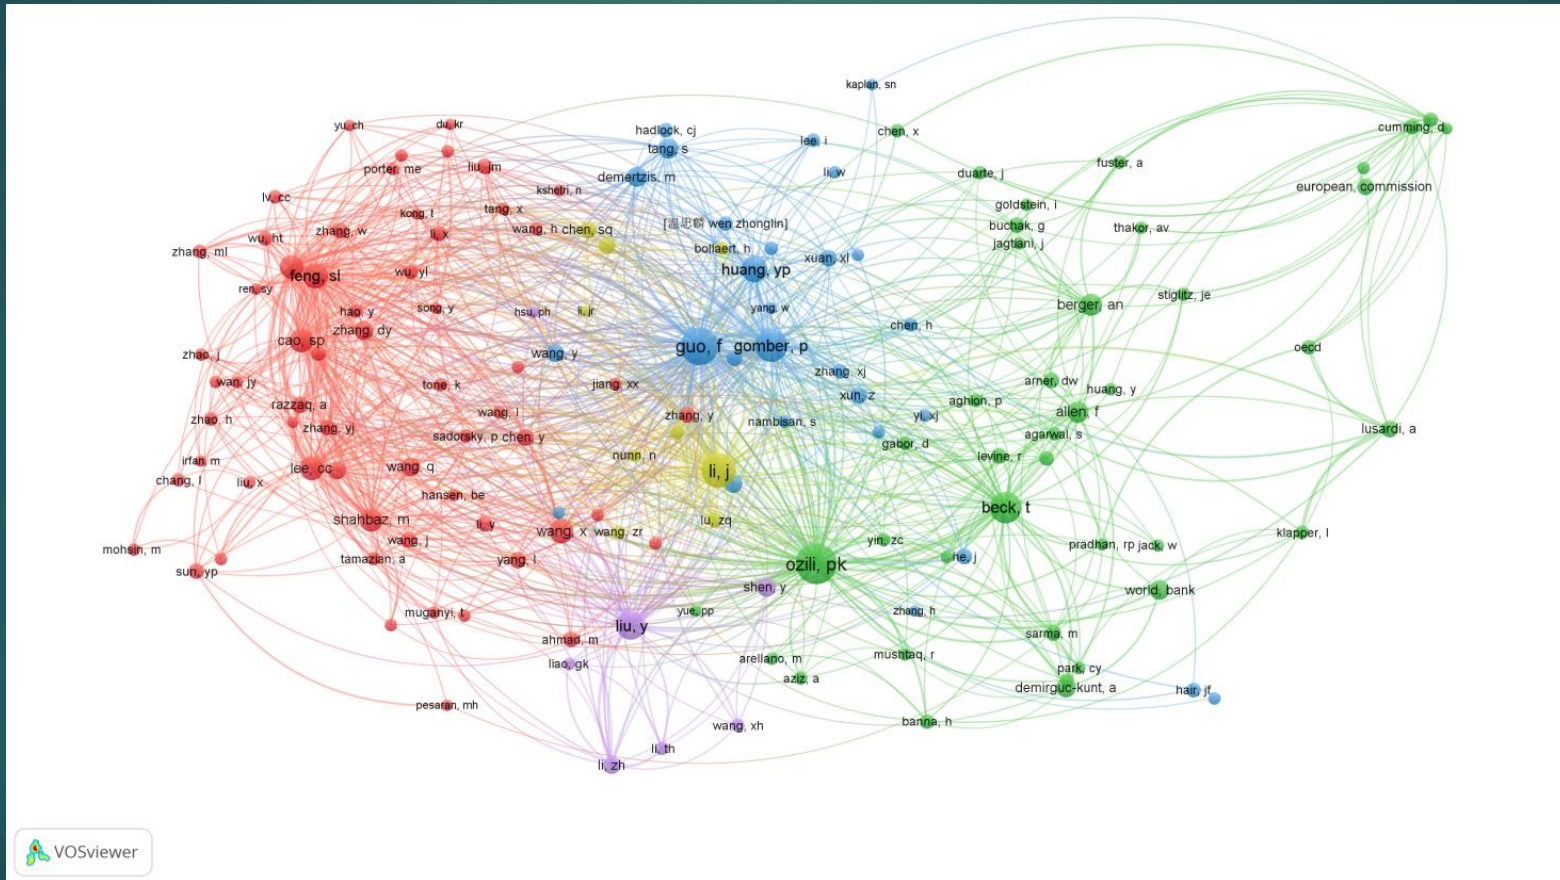 kaplan, sn
yu, ch
du, kr
hadlock, cj
chen, x
cumming, d
tang, s
lee, i
porter, me
liu, jm
demertzis, m
li, w
duarte, j
fuster, a
european, commission
kshetri, n
lv, cc
kong, t
tang, x
goldstein, i
zhang, w
wang, h
chen, sq
wen zhonglin]
buchak, g
thakor, av
wu, ht
li, x
jagtiani, j
zhang, ml
bollaert, h
xuan, xl
feng, sl
wu, yl
huang, yp
ren, sy
stiglitz, je
hao, y
song, y
hsu, ph
li, jr
yang, w
berger, an
zhang, dy
chen, h
cao, sp
guo, f
gomber, p
oecd
zhao, j
wang, y
wan, jy
tone, k
jiang, xx
zhang, xj
arner, dw
huang, y
razzaq, a
xun, z
aghion, p
zhao, h
wang, l
zhang, y
nambisan, s
yi, xj
allen, f
zhang, yj
sadorsky, p
chen, y
agarwal, s
lusardi, a
gabor, d
irfan, m
lee, cc
wang, q
nunn, n
li, j
levine, r
chang, l
liu, x
hansen, be
beck, t
shahbaz, m
li, y
lu, zq
wang, j
wang, x
wang, zr
yin, zc
klapper, l
mohsin, m
tamazian, a
yang, l
ozili, pk
he, j
pradhan, rp
jack, w
sun, yp
shen, y
world, bank
muganyi, t
yue, pp
zhang, h
liu, y
sarma, m
ahmad, m
liao, gk
arellano, m
mushtaq, r
aziz, a
park, cy
demirguc-kunt, a
hair, jf
pesaran, mh
wang, xh
banna, h
li, th
li, zh
VOSviewer